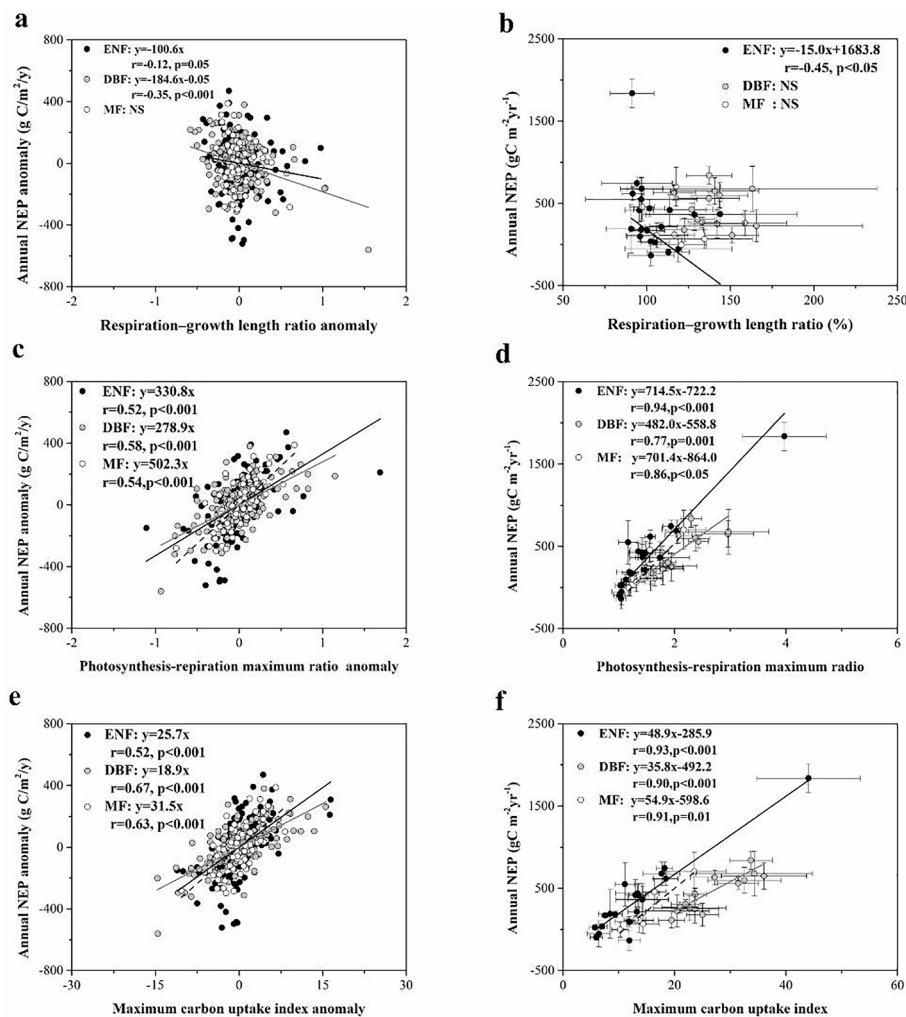 a
800
400
0
-400
-800
-2
-1
0
1
2
Annual NEP anomaly (g C/m²/y)
Respiration–growth length ratio anomaly
ENF: y=-100.6x
r=-0.12, p=0.05
DBF: y=-184.6x-0.05
r=-0.35, p<0.001
MF: NS
b
2500
1500
500
-500
50
100
150
200
250
Annual NEP (gC m⁻²yr⁻¹)
Respiration–growth length ratio (%)
ENF: y=-15.0x+1683.8
r=-0.45, p<0.05
DBF: NS
MF : NS
c
800
400
0
-400
-800
-2
-1
0
1
2
Annual NEP anomaly (g C/m²/y)
Photosynthesis-repiration maximum ratio anomaly
ENF: y=330.8x
r=0.52, p<0.001
DBF: y=278.9x
r=0.58, p<0.001
MF: y=502.3x
r=0.54,p<0.001
d
2500
1500
500
-500
0
2
4
6
Annual NEP (gC m⁻²yr⁻¹)
Photosynthesis-respiration maximum radio
ENF: y=714.5x-722.2
r=0.94, p<0.001
DBF: y=482.0x-558.8
r=0.77,p=0.001
MF: y=701.4x-864.0
r=0.86,p<0.05
e
800
400
0
-400
-800
-30
-15
0
15
30
Annual NEP anomaly (g C/m²/y)
Maximum carbon uptake index anomaly
ENF: y=25.7x
r=0.52, p<0.001
DBF: y=18.9x
r=0.67, p<0.001
MF: y=31.5x
r=0.63, p<0.001
f
2500
1500
500
-500
0
20
40
60
Annual NEP (gC m⁻²yr⁻¹)
Maximum carbon uptake index
ENF: y=48.9x-285.9
r=0.93,p<0.001
DBF: y=35.8x-492.2
r=0.90,p<0.001
MF: y=54.9x-598.6
r=0.91,p=0.01